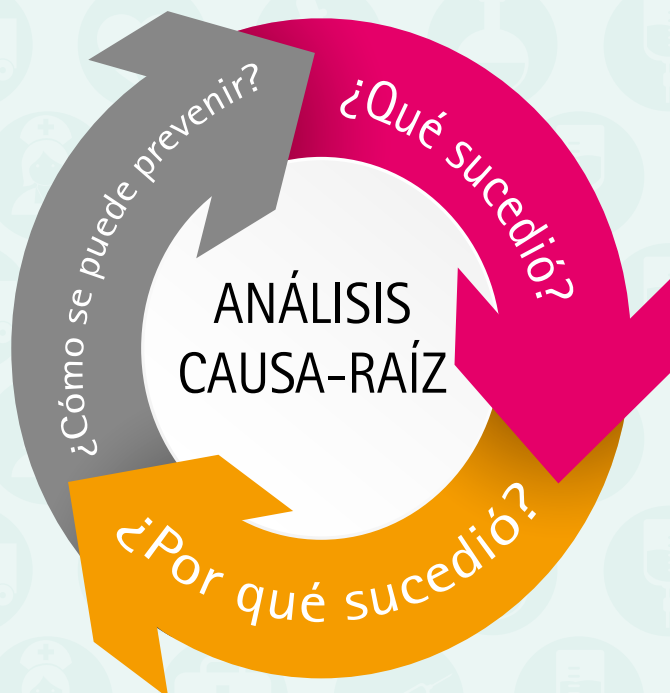 ¿Qué sucedió?
ANÁLISIS
CAUSA-RAÍZ
¿Por qué sucedió?
¿Cómo se puede prevenir?